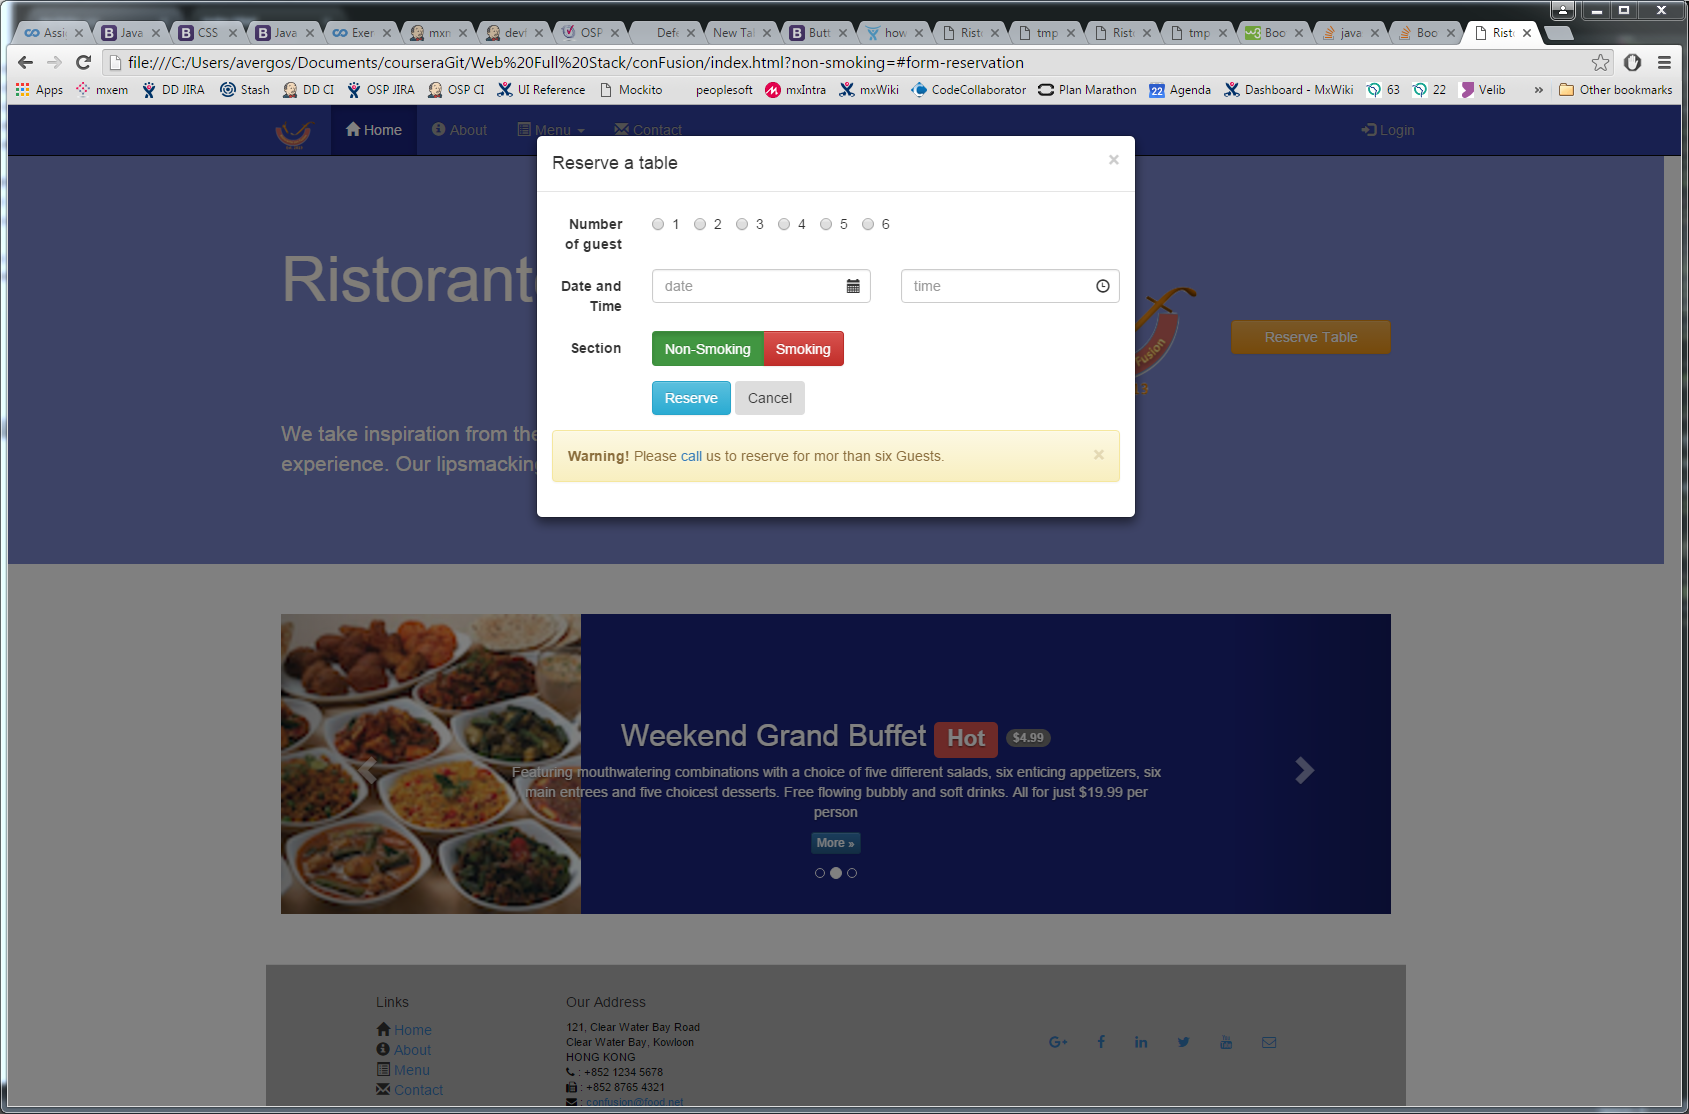 Assi
Java
CSS
Java
Exer
mxn
devt
OSP
Defe
New Tal
Butt
how
Rist
tmp
Rist
tmp
Boo
java
Boo
Rist
file:///C:/Users/avergos/Documents/courseraGit/Web%20Full%20Stack/conFusion/index.html?non-smoking=#form-reservation
Apps
mxem
DD JIRA
Stash
DD CI
OSP JIRA
OSP CI
UI Reference
Mockito
peoplesoft
mxIntra
mxWiki
CodeCollaborator
Plan Marathon
22 Agenda
Dashboard - MxWiki
63
22
Velib
»
Other bookmarks
Home
About
Menu
Contact
Login
Reserve a table
×
Number of guest
1 2 3 4 5 6
Date and Time
date
time
Section
Non-Smoking Smoking
Reserve Cancel
Warning! Please call us to reserve for mor than six Guests.
×
Ristorant
Fusion
Reserve Table
We take inspiration from the
experience. Our lipsmacking
Weekend Grand Buffet Hot $4.99
Featuring mouthwatering combinations with a choice of five different salads, six enticing appetizers, six
main entrees and five choicest desserts. Free flowing bubbly and soft drinks. All for just $19.99 per
person
More »
Links
Home
About
Menu
Contact
Our Address
121, Clear Water Bay Road
Clear Water Bay, Kowloon
HONG KONG
: +852 1234 5678
: +852 8765 4321
: confusion@food.net